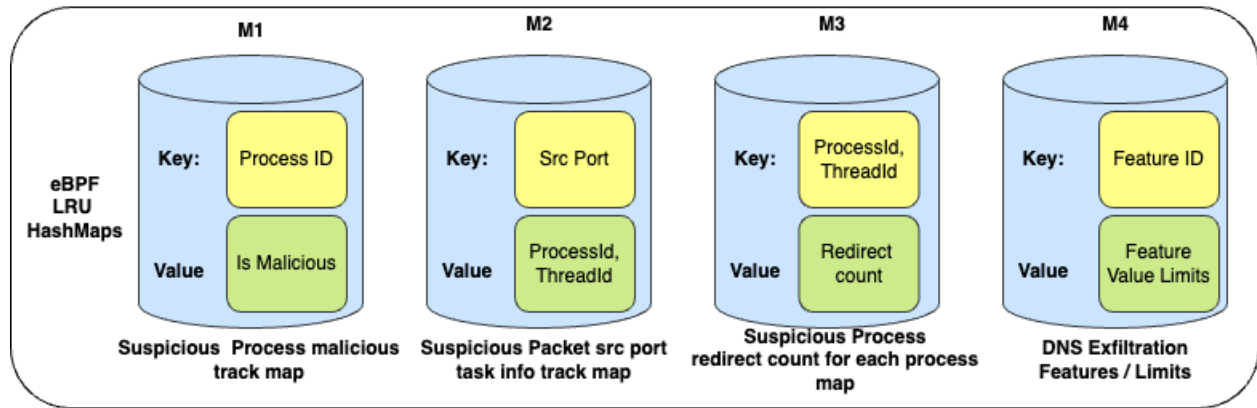 M1
M2
M3
M4
eBPF
LRU
HashMaps
Key:
Process ID
Value
Is Malicious
Suspicious Process malicious
track map
Key:
Src Port
Value
ProcessId,
ThreadId
Suspicious Packet src port
task info track map
Key:
ProcessId,
ThreadId
Value
Redirect
count
Suspicious Process
redirect count for each process
map
Key:
Feature ID
Value
Feature
Value Limits
DNS Exfiltration
Features / Limits